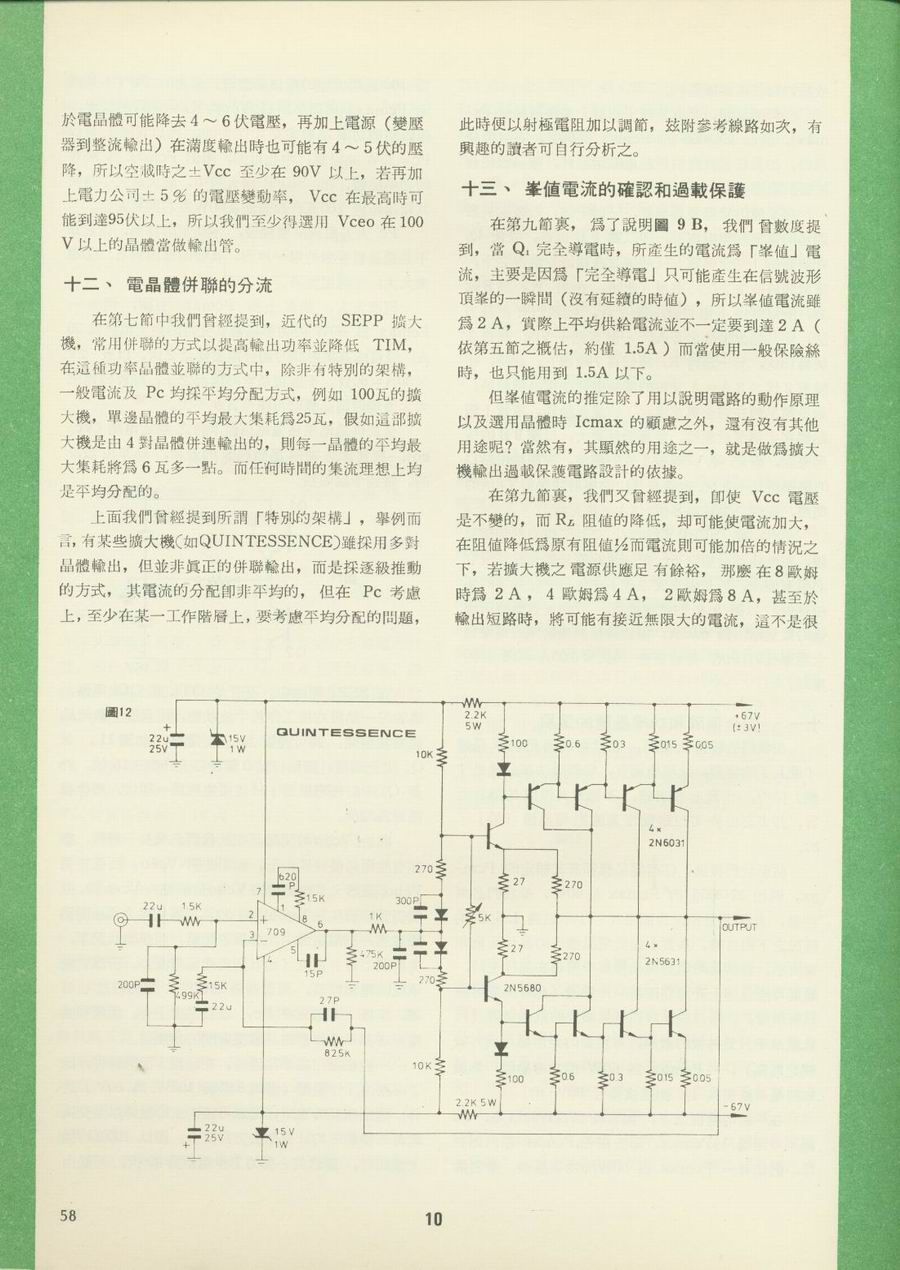 於電晶體可能降去4～6伏電壓，再加上電源（變壓
器到整流輸出）在滿度輸出時也可能有4～5伏的壓
降，所以空載時之±Vcc 至少在 90V 以上，若再加
上電力公司±5％的電壓變動率， Vcc 在最高時可
能到達95伏以上，所以我們至少得選用 Vceo 在100
V以上的晶體當做輸出管。
十二、 電晶體併聯的分流
在第七節中我們曾經提到，近代的 SEPP 擴大
機，常用併聯的方式以提高輸出功率並降低 TIM，
在這種功率晶體並聯的方式中，除非有特別的架構，
一般電流及 Pc 均採平均分配方式，例如 100瓦的擴
大機，單邊晶體的平均最大集耗爲25瓦，假如這部擴
大機是由4對晶體併連輸出的，則每一晶體的平均最
大集耗將爲6瓦多一點。而任何時間的集流理想上均
是平均分配的。
上面我們曾經提到所謂「特別的架構」，舉例而
言，有某些擴大機（如QUINTESSENCE）雖採用多對
晶體輸出，但並非眞正的併聯輸出，而是採逐級推動
的方式， 其電流的分配卽非平均的， 但在 Pc 考慮
上，至少在某一工作階層上，要考慮平均分配的問題，
此時便以射極電阻加以調節，玆附參考線路如次，有
興趣的讀者可自行分析之。
十三、 峯値電流的確認和過載保護
在第九節裏， 爲了說明圖 9 B， 我們曾數度提
到，當 Q₁ 完全導電時，所產生的電流爲「峯値」電
流，主要是因爲「完全導電」只可能產生在信號波形
頂峯的一瞬間（沒有延續的時値），所以峯値電流雖
爲2A，實際上平均供給電流並不一定要到達2A（
依第五節之概估，約僅 1.5A）而當使用一般保險絲
時，也只能用到 1.5A 以下。
但峯値電流的推定除了用以說明電路的動作原理
以及選用晶體時 Icmax 的顧慮之外，還有沒有其他
用途呢？當然有，其顯然的用途之一，就是做爲擴大
機輸出過載保護電路設計的依據。
在第九節裏，我們又曾經提到，卽使 Vcc 電壓
是不變的，而 RL 阻値的降低，却可能使電流加大，
在阻値降低爲原有阻値½而電流則可能加倍的情況之
下，若擴大機之電源供應足有餘裕， 那麽在8歐姆
時爲 2A， 4 歐姆爲4A， 2歐姆爲8A，甚至於
輸出短路時，將可能有接近無限大的電流，這不是很
圖12
QUINTESSENCE
+
22u
25V
15V
1W
2.2K
5W
+67V
(±3V)
10K
100
0.6
0.3
0.15
0.05
4×
2N6031
270
27
270
300P
5K
620
P
1.5K
7
1
8
22u
1.5K
2
+
709
6
3
−
5
4
1K
15P
200P
27
270
OUTPUT
4×
2N5631
270
2N5680
200P
499K
15K
22u
27P
825K
10K
100
0.6
0.3
0.15
0.05
2.2K 5W
-67V
22u
25V
+
15V
1W
58
10